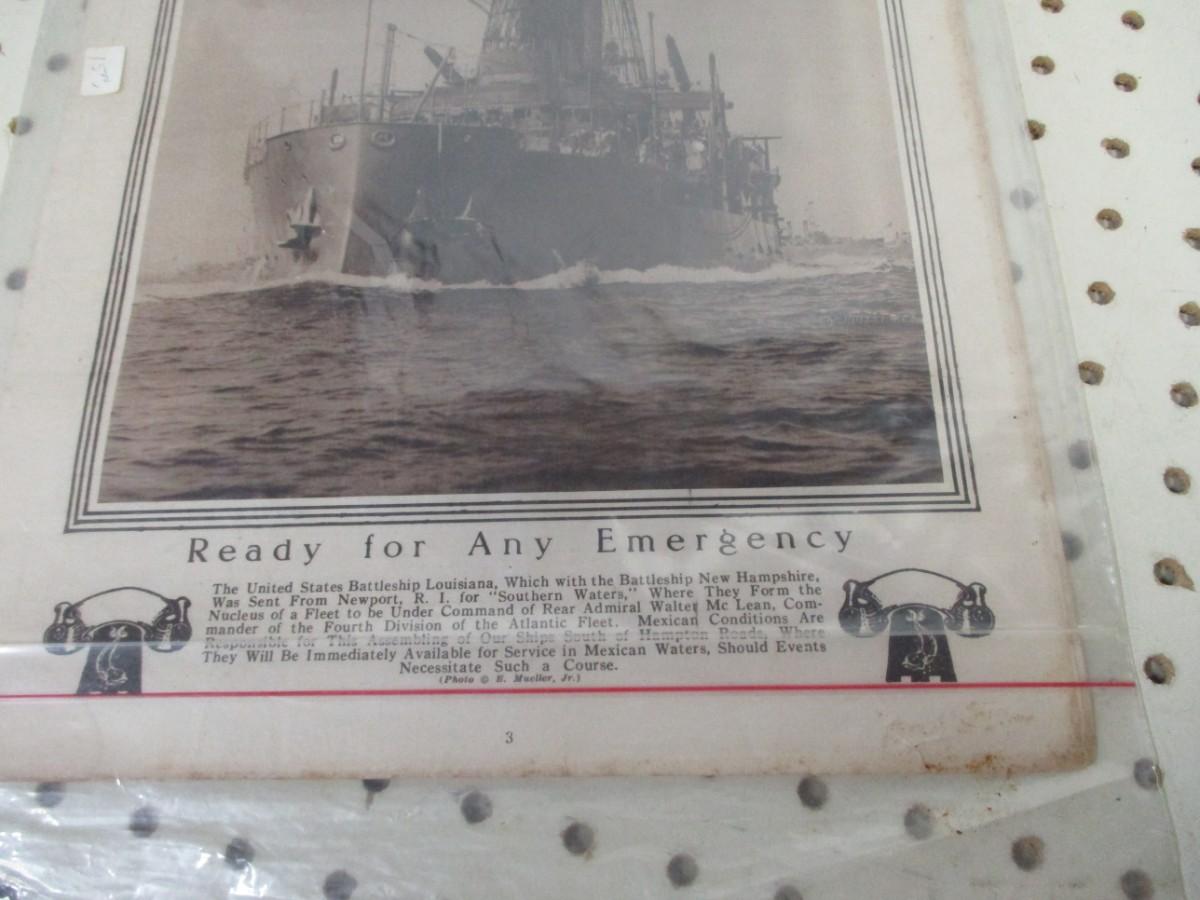 Ready for Any Emergency
The United States Battleship Louisiana, Which with the Battleship New Hampshire,
Was Sent From Newport, R. I. for "Southern Waters," Where They Form the
Nucleus of a Fleet to be Under Command of Rear Admiral Walter Mc Lean, Com-
mander of the Fourth Division of the Atlantic Fleet. Mexican Conditions Are
Responsible for This Assembling of Our Ships South of Hampton Roads, Where
They Will Be Immediately Available for Service in Mexican Waters, Should Events
Necessitate Such a Course.
(Photo © E. Mueller, Jr.)
3